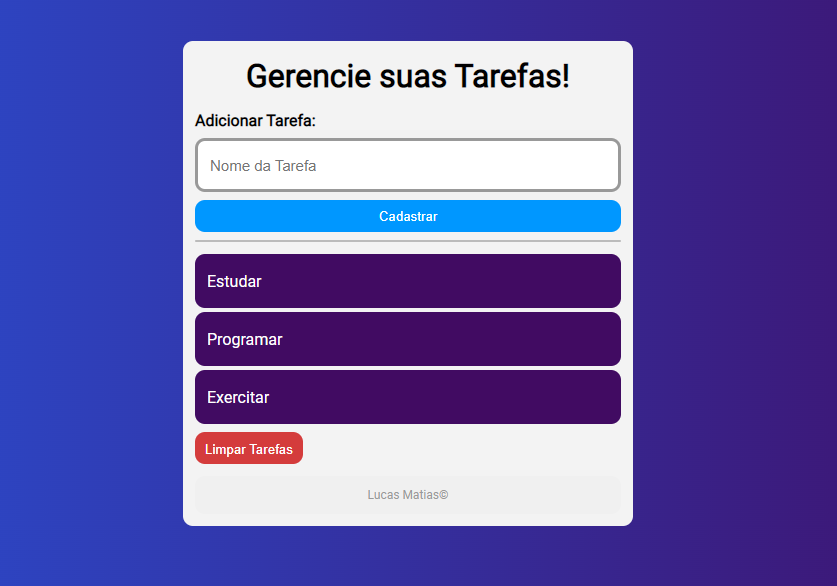 Gerencie suas Tarefas!
Adicionar Tarefa:
Nome da Tarefa
Cadastrar
Estudar
Programar
Exercitar
Limpar Tarefas
Lucas Matias©